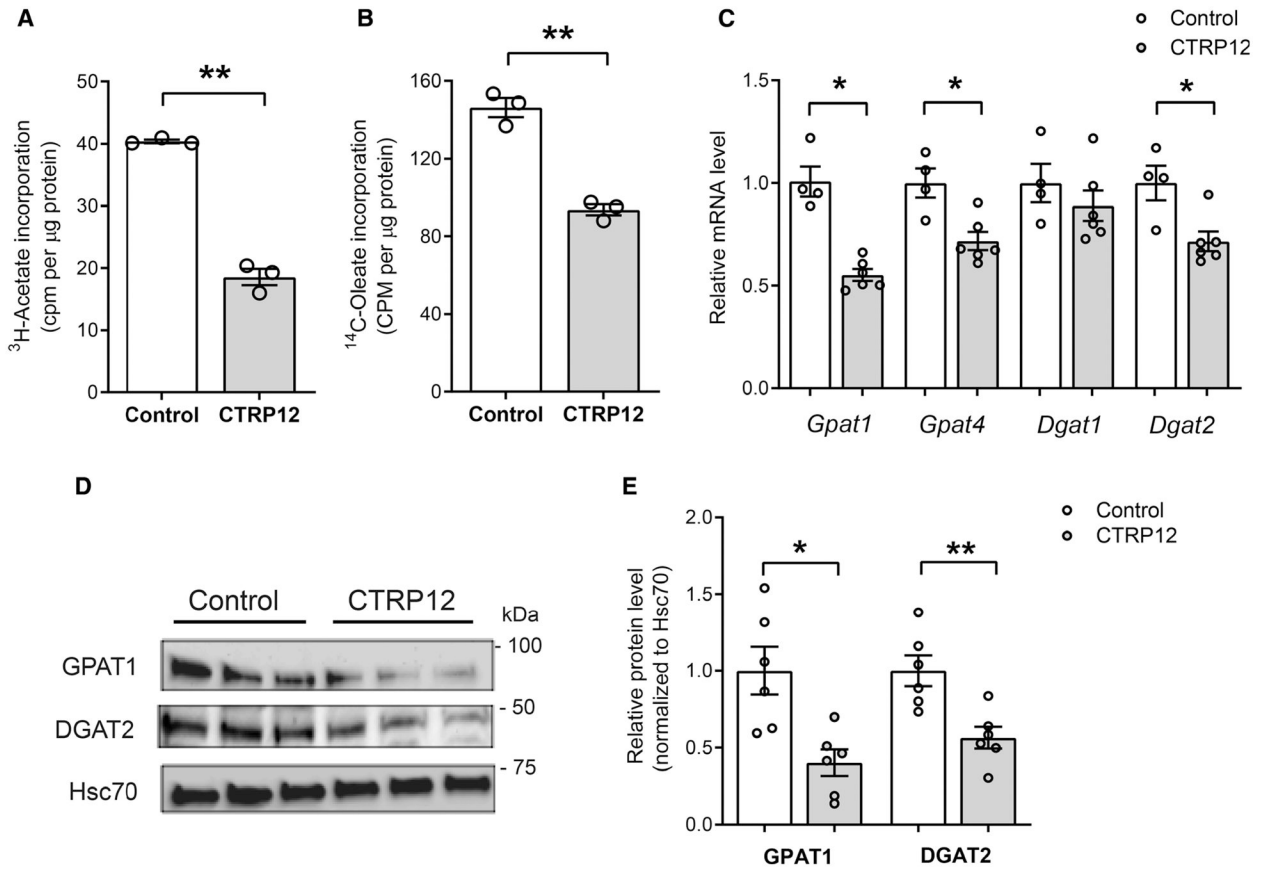 A
**
³H-Acetate incorporation
(cpm per μg protein)
50
40
30
20
10
0
Control CTRP12
B
**
¹⁴C-Oleate incorporation
(CPM per μg protein)
160
120
80
40
0
Control CTRP12
C
Control
CTRP12
* * *
Relative mRNA level
1.5
1.0
0.5
0.0
Gpat1 Gpat4 Dgat1 Dgat2
D
Control CTRP12
kDa
GPAT1
- 100
DGAT2
- 50
Hsc70
- 75
E
Control
CTRP12
* **
Relative protein level
(normalized to Hsc70)
2.0
1.5
1.0
0.5
0.0
GPAT1 DGAT2